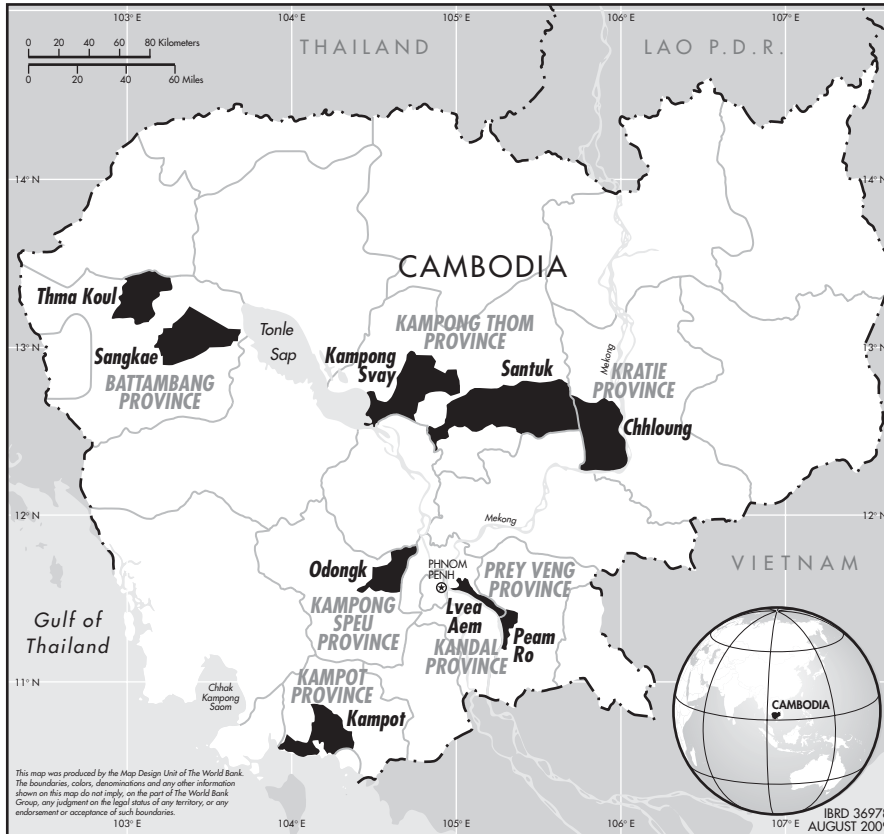 103° E
104° E
105° E
106° E
107° E
0 20 40 60 80 Kilometers
0 20 40 60 Miles
THAILAND
LAO P.D.R.
14° N
14° N
CAMBODIA
Thma Koul
Sangkae
BATTAMBANG
PROVINCE
Tonle
Sap
KAMPONG THOM
PROVINCE
Kampong
Svay
Santuk
Mekong
KRATIE
PROVINCE
Chhloung
13° N
13° N
12° N
12° N
Mekong
Odongk
PHNOM
PENH
PREY VENG
PROVINCE
VIETNAM
KAMPONG
SPEU
PROVINCE
Lvea
Aem
KANDAL
PROVINCE
Peam
Ro
Gulf of
Thailand
11° N
11° N
Chhak
Kampong
Saom
KAMPOT
PROVINCE
Kampot
CAMBODIA
This map was produced by the Map Design Unit of The World Bank.
The boundaries, colors, denominations and any other information
shown on this map do not imply, on the part of The World Bank
Group, any judgment on the legal status of any territory, or any
endorsement or acceptance of such boundaries.
103° E
104° E
105° E
106° E
107° E
IBRD 36978
AUGUST 2009